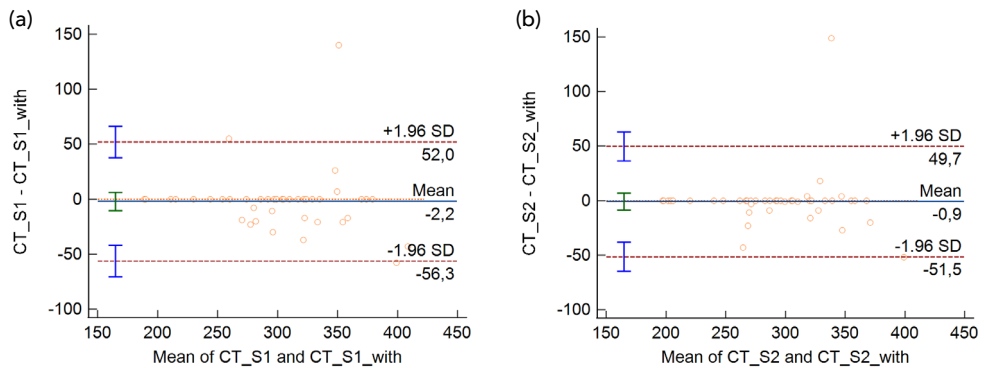 (a)
CT_S1 - CT_S1_with
150
100
50
0
-50
-100
+1.96 SD
52,0
Mean
-2,2
-1.96 SD
-56,3
150 200 250 300 350 400 450
Mean of CT_S1 and CT_S1_with
(b)
CT_S2 - CT_S2_with
150
100
50
0
-50
-100
+1.96 SD
49,7
Mean
-0,9
-1.96 SD
-51,5
150 200 250 300 350 400 450
Mean of CT_S2 and CT_S2_with